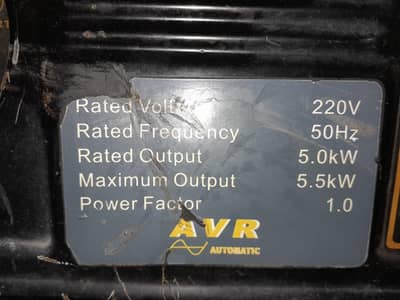 Rated Voltage 220V
Rated Frequency 50Hz
Rated Output 5.0kW
Maximum Output 5.5kW
Power Factor 1.0
AVR
AUTOMATIC